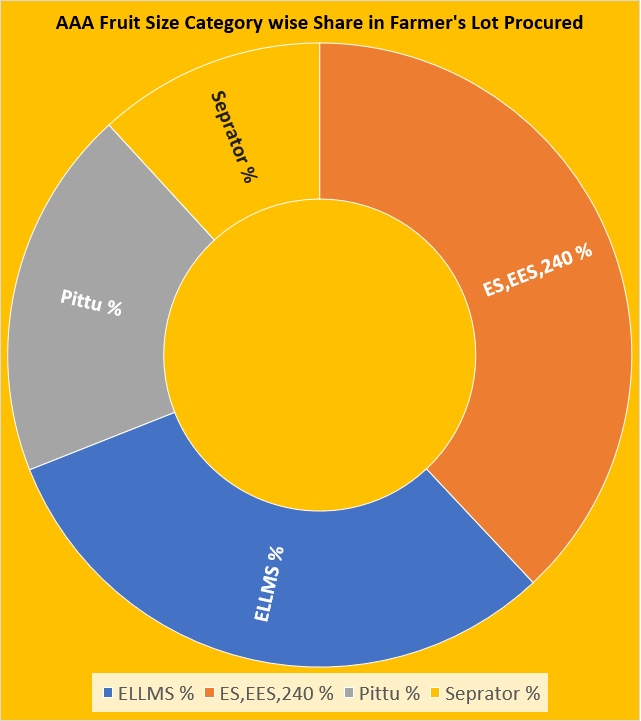 AAA Fruit Size Category wise Share in Farmer's Lot Procured
Seprator %
ES,EES,240 %
Pittu %
ELLMS %
ELLMS % ES,EES,240 % Pittu % Seprator %